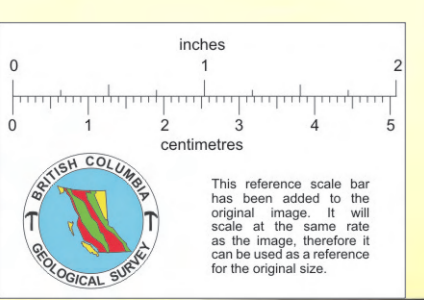 inches
0 1 2
0 1 2 3 4 5
centimetres
BRITISH COLUMBIA
GEOLOGICAL SURVEY
This reference scale bar
has been added to the
original image. It will
scale at the same rate
as the image, therefore it
can be used as a reference
for the original size.